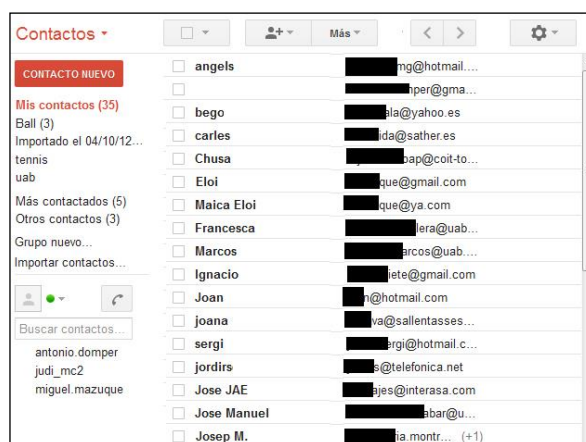 Contactos
Más
CONTACTO NUEVO
Mis contactos (35)
Ball (3)
Importado el 04/10/12...
tennis
uab
Más contactados (5)
Otros contactos (3)
Grupo nuevo...
Importar contactos...
Buscar contactos...
antonio.domper
judi_mc2
miguel.mazuque
angels mg@hotmail....
nper@gma...
bego ala@yahoo.es
carles ida@sather.es
Chusa pap@coit-to...
Eloi que@gmail.com
Maica Eloi que@ya.com
Francesca lera@uab...
Marcos arcos@uab....
Ignacio iete@gmail.com
Joan n@hotmail.com
joana va@sallentasses...
sergi ergi@hotmail.c...
jordirs s@telefonica.net
Jose JAE ajes@interasa.com
Jose Manuel abar@u...
Josep M. ia.montr... (+1)